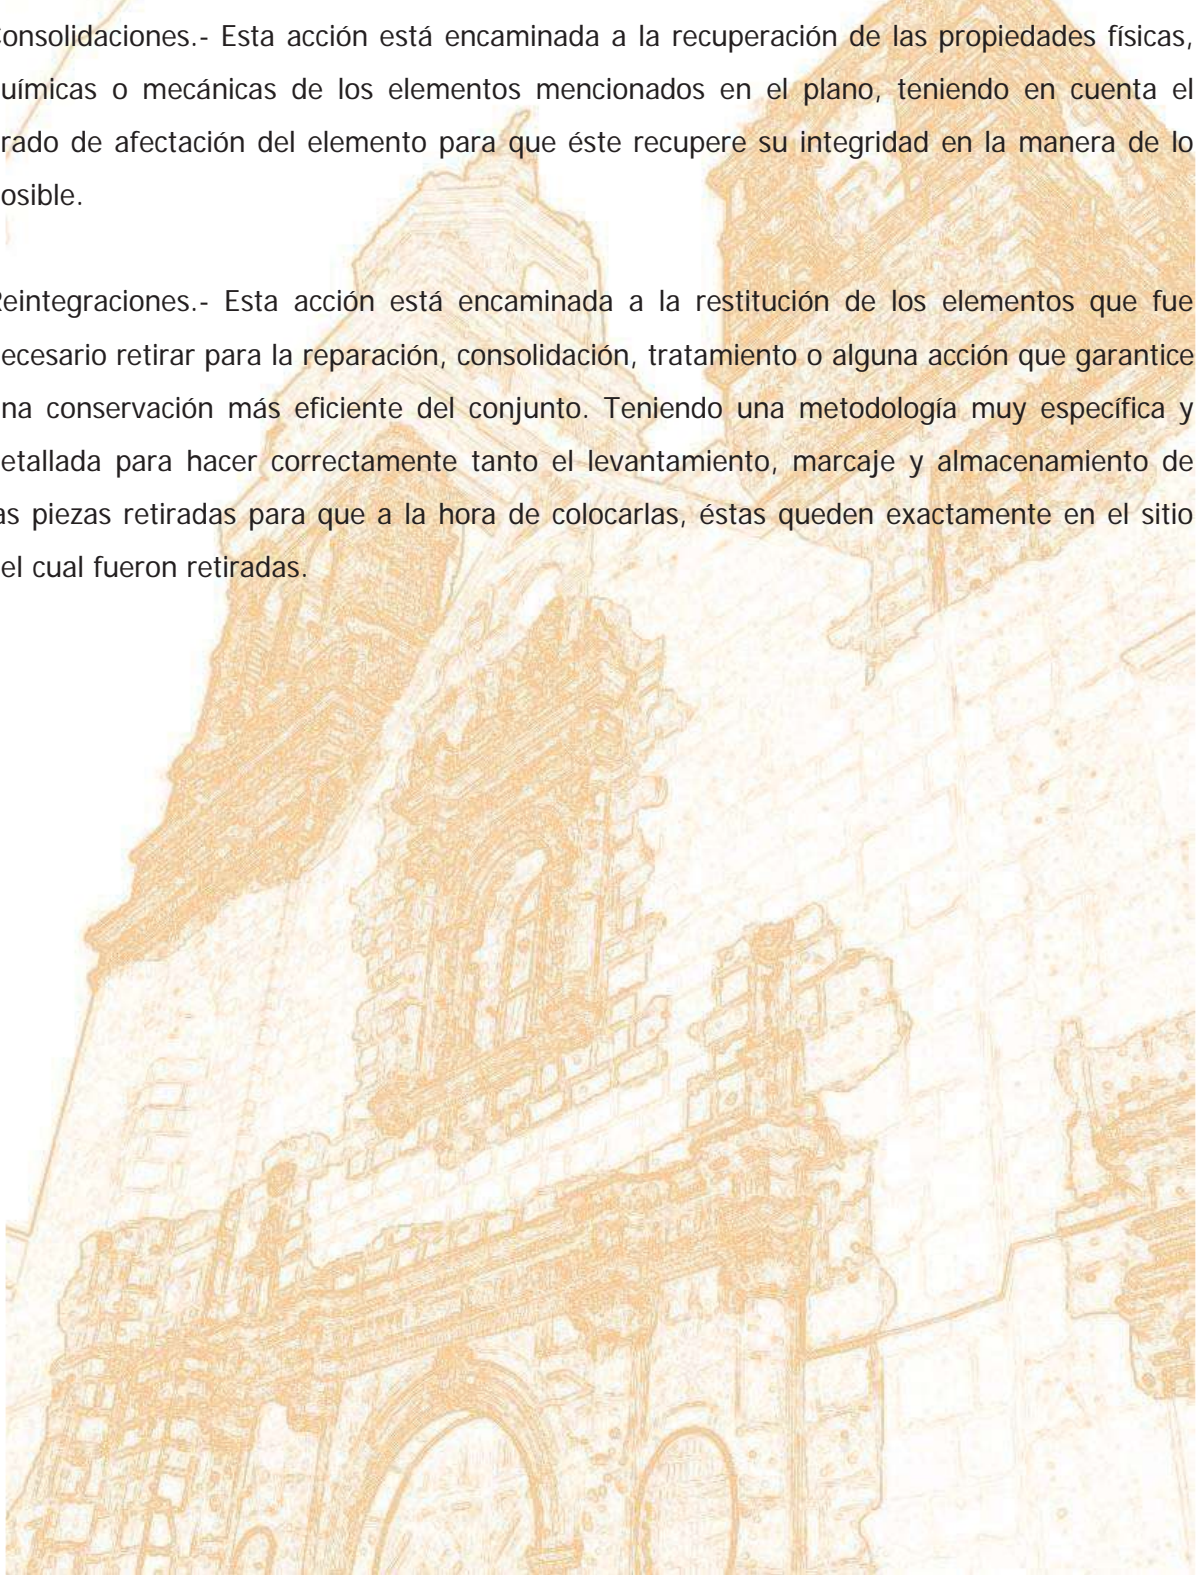 onsolidaciones.- Esta acción está encaminada a la recuperación de las propiedades físicas,
uímicas o mecánicas de los elementos mencionados en el plano, teniendo en cuenta el
rado de afectación del elemento para que éste recupere su integridad en la manera de lo
osible.
Reintegraciones.- Esta acción está encaminada a la restitución de los elementos que fue
ecesario retirar para la reparación, consolidación, tratamiento o alguna acción que garantice
na conservación más eficiente del conjunto. Teniendo una metodología muy específica y
etallada para hacer correctamente tanto el levantamiento, marcaje y almacenamiento de
as piezas retiradas para que a la hora de colocarlas, éstas queden exactamente en el sitio
el cual fueron retiradas.